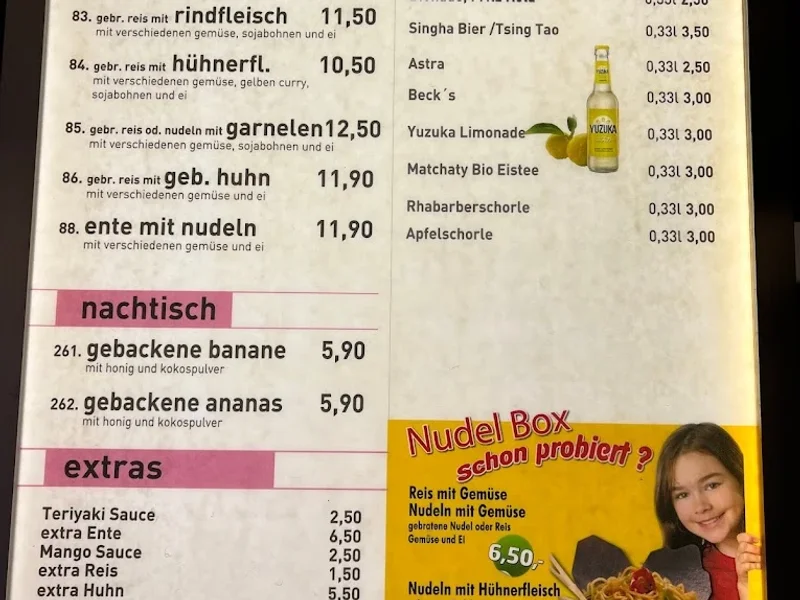 83. gebr. reis mit rindfleisch 11,50
mit verschiedenen gemüse, sojabohnen und ei
84. gebr. reis mit hühnerfl. 10,50
mit verschiedenen gemüse, gelben curry,
sojabohnen und ei
85. gebr. reis od. nudeln mit garnelen 12,50
mit verschiedenen gemüse, sojabohnen und ei
86. gebr. reis mit geb. huhn 11,90
mit verschiedenen gemüse und ei
88. ente mit nudeln 11,90
mit verschiedenen gemüse und ei
nachtisch
261. gebackene banane 5,90
mit honig und kokospulver
262. gebackene ananas 5,90
mit honig und kokospulver
extras
Teriyaki Sauce 2,50
extra Ente 6,50
Mango Sauce 2,50
extra Reis 1,50
extra Huhn 5,50
0,33l 2,50
Singha Bier /Tsing Tao 0,33l 3,50
Astra 0,33l 2,50
Beck´s 0,33l 3,00
Yuzuka Limonade 0,33l 3,00
YUZUKA
Matchaty Bio Eistee 0,33l 3,00
Rhabarberschorle 0,33l 3,00
Apfelschorle 0,33l 3,00
Nudel Box
schon probiert ?
Reis mit Gemüse
Nudeln mit Gemüse
gebratene Nudel oder Reis
Gemüse und Ei
6,50,-
Nudeln mit Hühnerfleisch